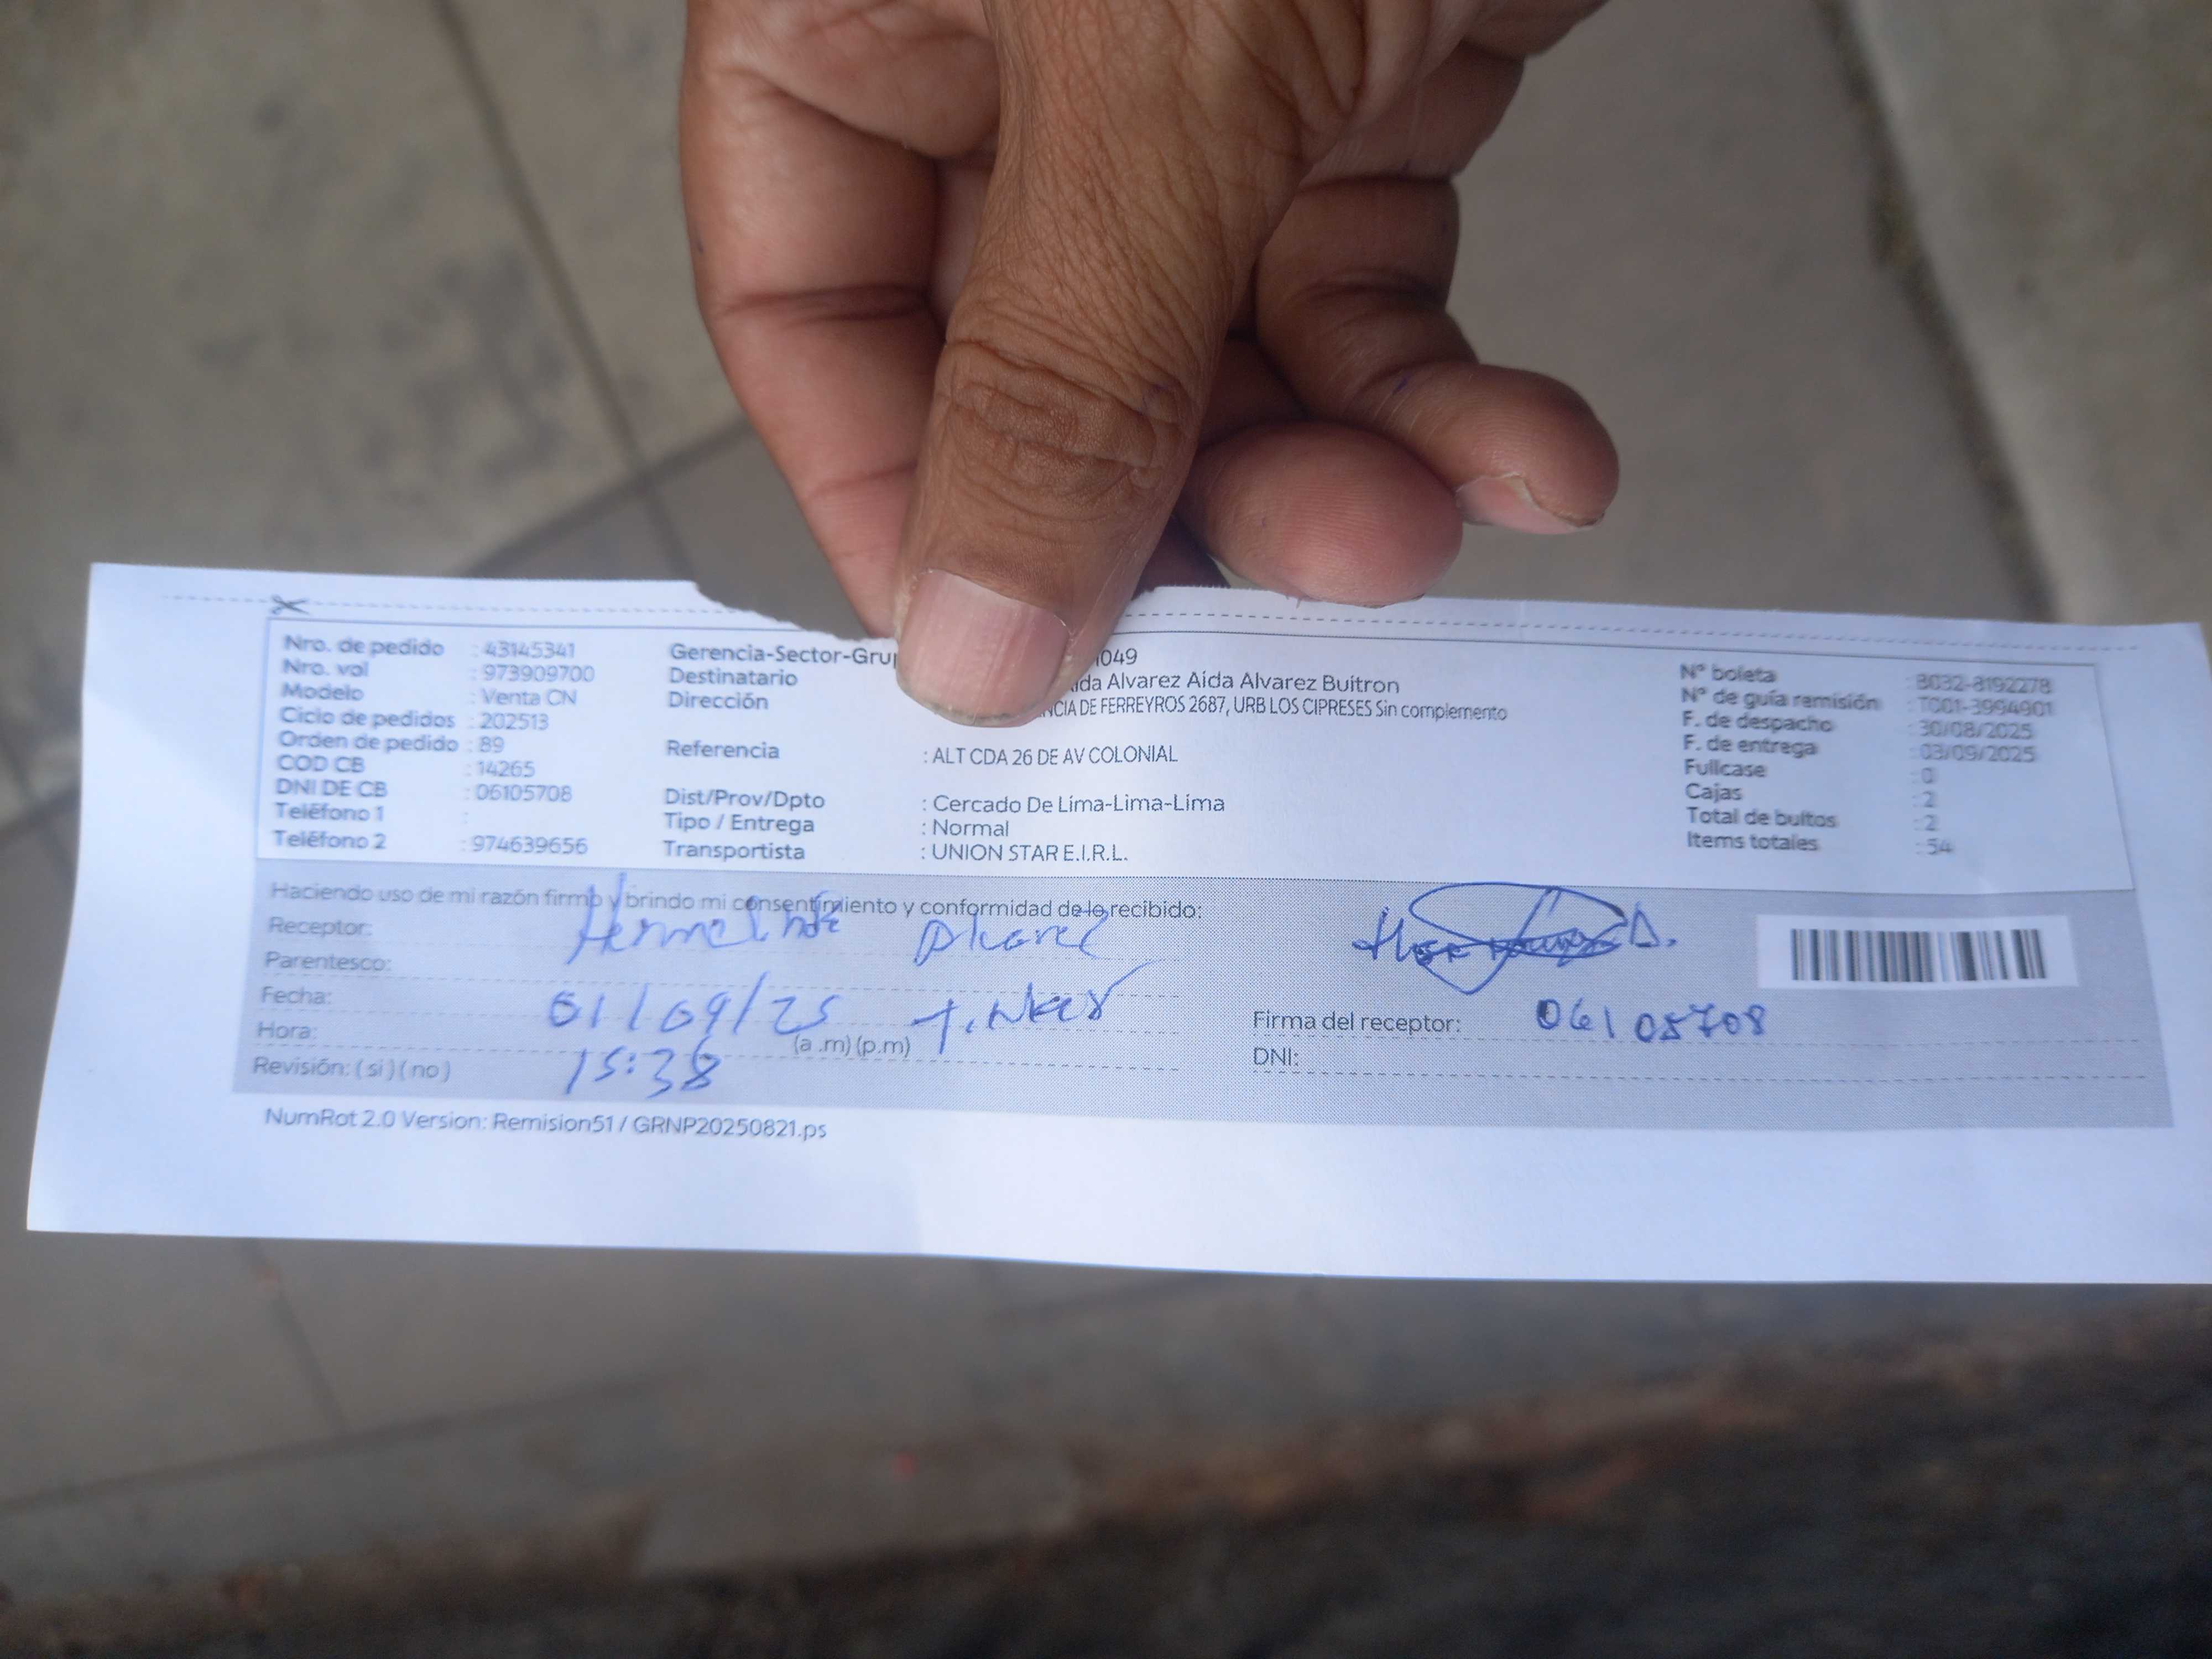 Nro. de pedido : 43145341
Nro. val : 973909700
Modelo : Venta CN
Ciclo de pedidos : 202513
Orden de pedido : 89
COD CB : 14265
DNI DE CB : 06105708
Teléfono 1 :
Teléfono 2 : 974639656
Gerencia-Sector-Gru 1049
Destinatario ida Alvarez Aida Alvarez Buitron
Dirección NCIA DE FERREYROS 2687, URB LOS CIPRESES Sin complemento
Referencia : ALT CDA 26 DE AV COLONIAL
Dist/Prov/Dpto : Cercado De Lima-Lima-Lima
Tipo / Entrega : Normal
Transportista : UNION STAR E.I.R.L.
N° boleta : B032-8192278
N° de guía remisión : T001-3994901
F. de despacho : 30/08/2025
F. de entrega : 03/09/2025
Fullcase : 0
Cajas : 2
Total de bultos : 2
Items totales : 54
Haciendo uso de mi razón firmo y brindo mi consentimiento y conformidad de lo recibido:
Receptor:
Parentesco:
Fecha: 01/09/25
Hora: (a .m) (p.m)
Revisión: ( si ) ( no ) 15:38
Firma del receptor: 06105708
DNI:
NumRot 2.0 Version: Remision51 / GRNP20250821.ps